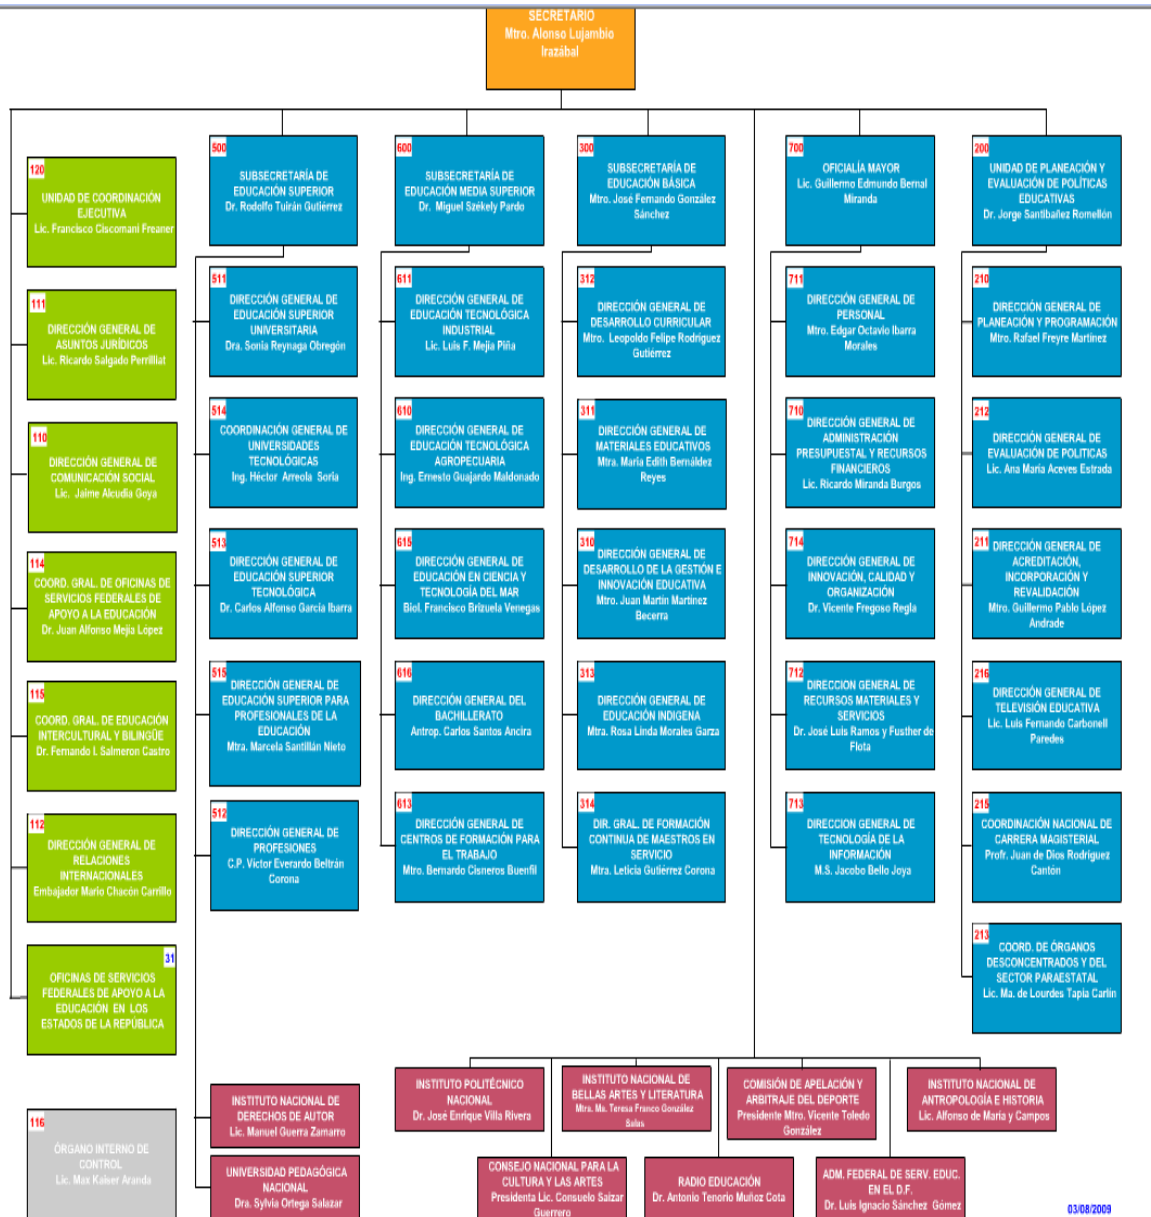 SECRETARIO
Mtro. Alonso Lujambio
Irazábal
120
UNIDAD DE COORDINACIÓN
EJECUTIVA
Lic. Francisco Ciscomani Freaner
111
DIRECCIÓN GENERAL DE
ASUNTOS JURÍDICOS
Lic. Ricardo Salgado Perrilliat
110
DIRECCIÓN GENERAL DE
COMUNICACIÓN SOCIAL
Lic. Jaime Alcudia Goya
114
COORD. GRAL. DE OFICINAS DE
SERVICIOS FEDERALES DE
APOYO A LA EDUCACIÓN
Dr. Juan Alfonso Mejía López
115
COORD. GRAL. DE EDUCACIÓN
INTERCULTURAL Y BILINGÜE
Dr. Fernando I. Salmeron Castro
112
DIRECCIÓN GENERAL DE
RELACIONES
INTERNACIONALES
Embajador Mario Chacón Carrillo
31
OFICINAS DE SERVICIOS
FEDERALES DE APOYO A LA
EDUCACIÓN EN LOS
ESTADOS DE LA REPÚBLICA
116
ÓRGANO INTERNO DE
CONTROL
Lic. Max Kaiser Aranda
500
SUBSECRETARÍA DE
EDUCACIÓN SUPERIOR
Dr. Rodolfo Tuirán Gutiérrez
511
DIRECCIÓN GENERAL DE
EDUCACIÓN SUPERIOR
UNIVERSITARIA
Dra. Sonia Reynaga Obregón
514
COORDINACIÓN GENERAL DE
UNIVERSIDADES
TECNOLÓGICAS
Ing. Héctor Arreola Soria
513
DIRECCIÓN GENERAL DE
EDUCACIÓN SUPERIOR
TECNOLÓGICA
Dr. Carlos Alfonso García Ibarra
515
DIRECCIÓN GENERAL DE
EDUCACIÓN SUPERIOR PARA
PROFESIONALES DE LA
EDUCACIÓN
Mtra. Marcela Santillán Nieto
512
DIRECCIÓN GENERAL DE
PROFESIONES
C.P. Víctor Everardo Beltrán
Corona
INSTITUTO NACIONAL DE
DERECHOS DE AUTOR
Lic. Manuel Guerra Zamarro
UNIVERSIDAD PEDAGÓGICA
NACIONAL
Dra. Sylvia Ortega Salazar
600
SUBSECRETARÍA DE
EDUCACIÓN MEDIA SUPERIOR
Dr. Miguel Székely Pardo
611
DIRECCIÓN GENERAL DE
EDUCACIÓN TECNOLÓGICA
INDUSTRIAL
Lic. Luis F. Mejía Piña
610
DIRECCIÓN GENERAL DE
EDUCACIÓN TECNOLÓGICA
AGROPECUARIA
Ing. Ernesto Guajardo Maldonado
615
DIRECCIÓN GENERAL DE
EDUCACIÓN EN CIENCIA Y
TECNOLOGÍA DEL MAR
Biol. Francisco Brizuela Venegas
616
DIRECCIÓN GENERAL DEL
BACHILLERATO
Antrop. Carlos Santos Ancira
613
DIRECCIÓN GENERAL DE
CENTROS DE FORMACIÓN PARA
EL TRABAJO
Mtro. Bernardo Cisneros Buenfil
300
SUBSECRETARÍA DE
EDUCACIÓN BÁSICA
Mtro. José Fernando González
Sánchez
312
DIRECCIÓN GENERAL DE
DESARROLLO CURRICULAR
Mtro. Leopoldo Felipe Rodríguez
Gutiérrez
311
DIRECCIÓN GENERAL DE
MATERIALES EDUCATIVOS
Mtra. María Edith Bernáldez
Reyes
310
DIRECCIÓN GENERAL DE
DESARROLLO DE LA GESTIÓN E
INNOVACIÓN EDUCATIVA
Mtro. Juan Martín Martínez
Becerra
313
DIRECCIÓN GENERAL DE
EDUCACIÓN INDIGENA
Mtra. Rosa Linda Morales Garza
314
DIR. GRAL. DE FORMACIÓN
CONTINUA DE MAESTROS EN
SERVICIO
Mtra. Leticia Gutiérrez Corona
700
OFICIALÍA MAYOR
Lic. Guillermo Edmundo Bernal
Miranda
711
DIRECCIÓN GENERAL DE
PERSONAL
Mtro. Edgar Octavio Ibarra
Morales
710
DIRECCIÓN GENERAL DE
ADMINISTRACIÓN
PRESUPUESTAL Y RECURSOS
FINANCIEROS
Lic. Ricardo Miranda Burgos
714
DIRECCIÓN GENERAL DE
INNOVACIÓN, CALIDAD Y
ORGANIZACIÓN
Dr. Vicente Fregoso Regla
712
DIRECCION GENERAL DE
RECURSOS MATERIALES Y
SERVICIOS
Dr. José Luis Ramos y Fusther de
Flota
713
DIRECCION GENERAL DE
TECNOLOGÍA DE LA
INFORMACIÓN
M.S. Jacobo Bello Joya
200
UNIDAD DE PLANEACIÓN Y
EVALUACIÓN DE POLÍTICAS
EDUCATIVAS
Dr. Jorge Santibañez Romellón
210
DIRECCIÓN GENERAL DE
PLANEACIÓN Y PROGRAMACIÓN
Mtro. Rafael Freyre Martínez
212
DIRECCIÓN GENERAL DE
EVALUACIÓN DE POLITICAS
Lic. Ana María Aceves Estrada
211
DIRECCIÓN GENERAL DE
ACREDITACIÓN,
INCORPORACIÓN Y
REVALIDACIÓN
Mtro. Guillermo Pablo López
Andrade
216
DIRECCIÓN GENERAL DE
TELEVISIÓN EDUCATIVA
Lic. Luis Fernando Carbonell
Paredes
215
COORDINACIÓN NACIONAL DE
CARRERA MAGISTERIAL
Profr. Juan de Dios Rodríguez
Cantón
213
COORD. DE ÓRGANOS
DESCONCENTRADOS Y DEL
SECTOR PARAESTATAL
Lic. Ma. de Lourdes Tapia Carlín
INSTITUTO POLITÉCNICO
NACIONAL
Dr. José Enrique Villa Rivera
INSTITUTO NACIONAL DE
BELLAS ARTES Y LITERATURA
Mtra. Ma. Teresa Franco González
Salas
COMISIÓN DE APELACIÓN Y
ARBITRAJE DEL DEPORTE
Presidente Mtro. Vicente Toledo
González
INSTITUTO NACIONAL DE
ANTROPOLOGÍA E HISTORIA
Lic. Alfonso de Maria y Campos
CONSEJO NACIONAL PARA LA
CULTURA Y LAS ARTES
Presidenta Lic. Consuelo Saízar
Guerrero
RADIO EDUCACIÓN
Dr. Antonio Tenorio Muñoz Cota
ADM. FEDERAL DE SERV. EDUC.
EN EL D.F.
Dr. Luis Ignacio Sánchez Gómez
03/08/2009